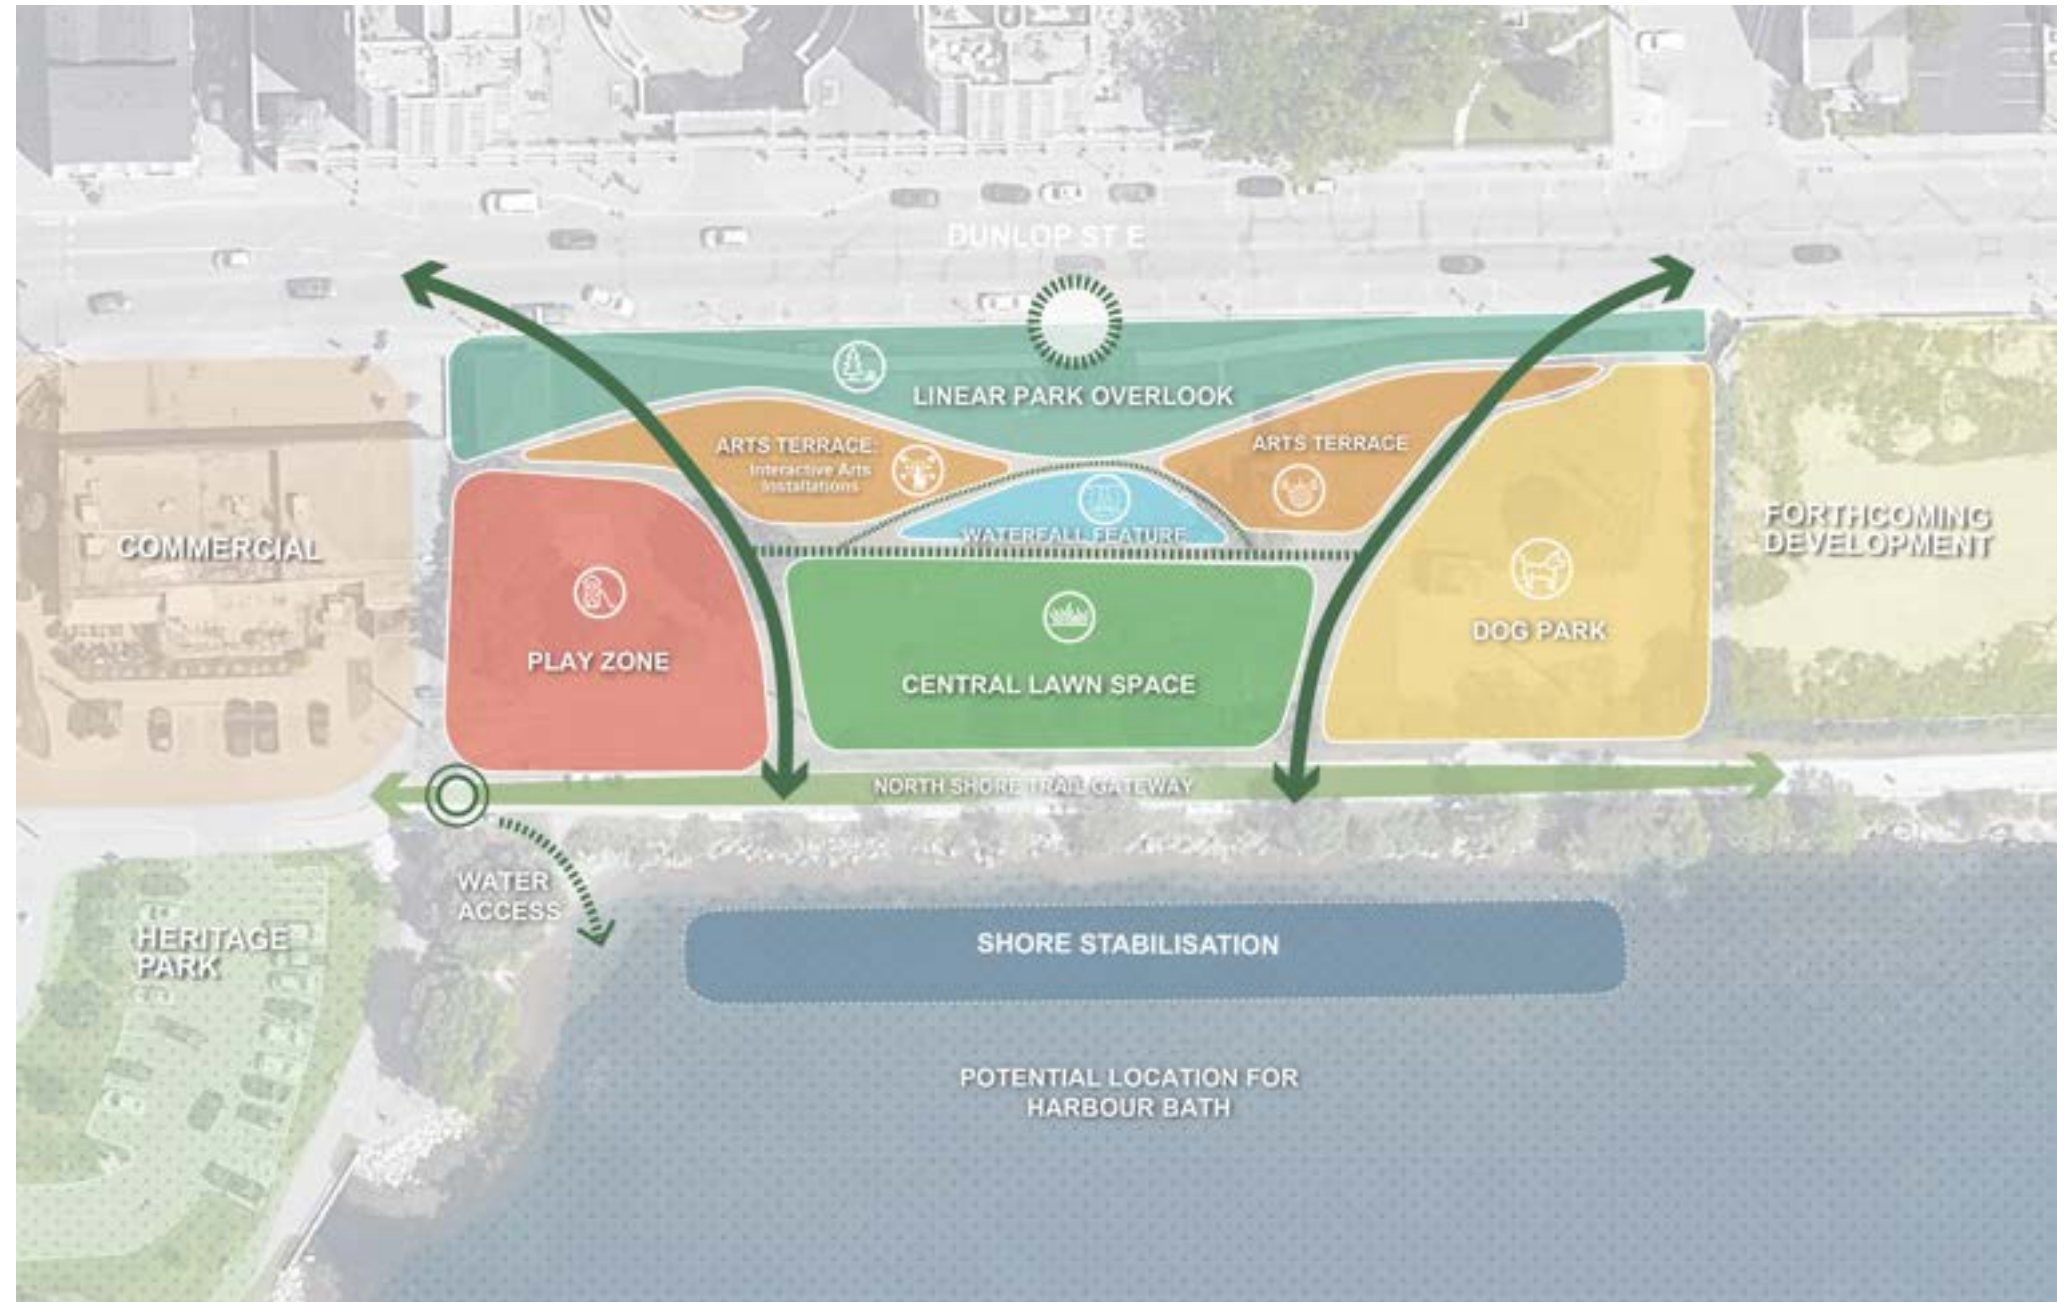 DUNLOP ST E
LINEAR PARK OVERLOOK
ARTS TERRACE:
Interactive Arts
Installations
ARTS TERRACE
WATERFALL FEATURE
COMMERCIAL
FORTHCOMING
DEVELOPMENT
PLAY ZONE
CENTRAL LAWN SPACE
DOG PARK
NORTH SHORE TRAIL GATEWAY
WATER
ACCESS
HERITAGE
PARK
SHORE STABILISATION
POTENTIAL LOCATION FOR
HARBOUR BATH